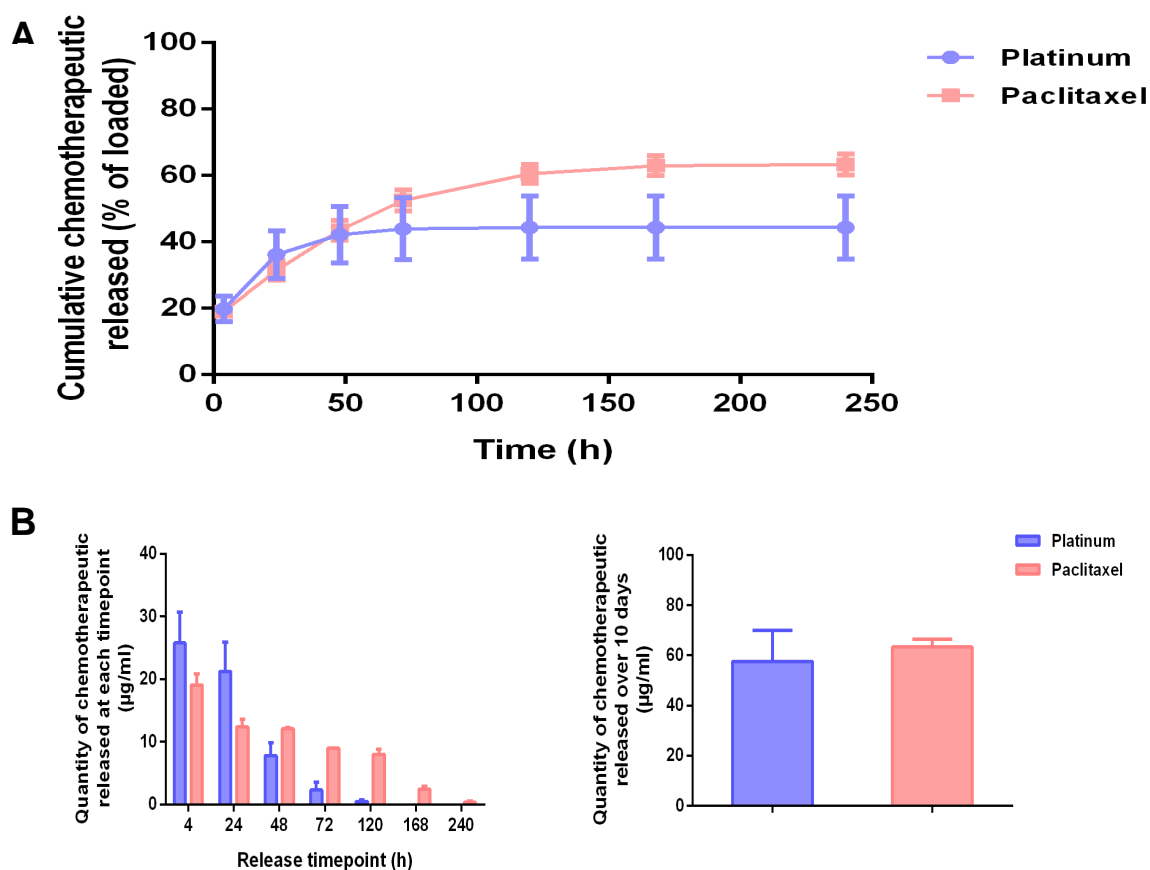 A
Cumulative chemotherapeutic
released (% of loaded)
100
80
60
40
20
0
0
50
100
150
200
250
Time (h)
Platinum
Paclitaxel
B
Quantity of chemotherapeutic
released at each timepoint
(µg/ml)
40
30
20
10
0
4
24
48
72
120
168
240
Release timepoint (h)
Quantity of chemotherapeutic
released over 10 days
(µg/ml)
100
80
60
40
20
0
Platinum
Paclitaxel